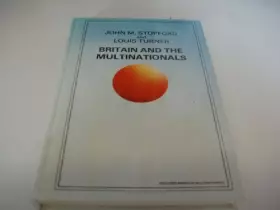 JOHN M. STOPFORD
and
LOUIS TURNER
BRITAIN AND THE
MULTINATIONALS